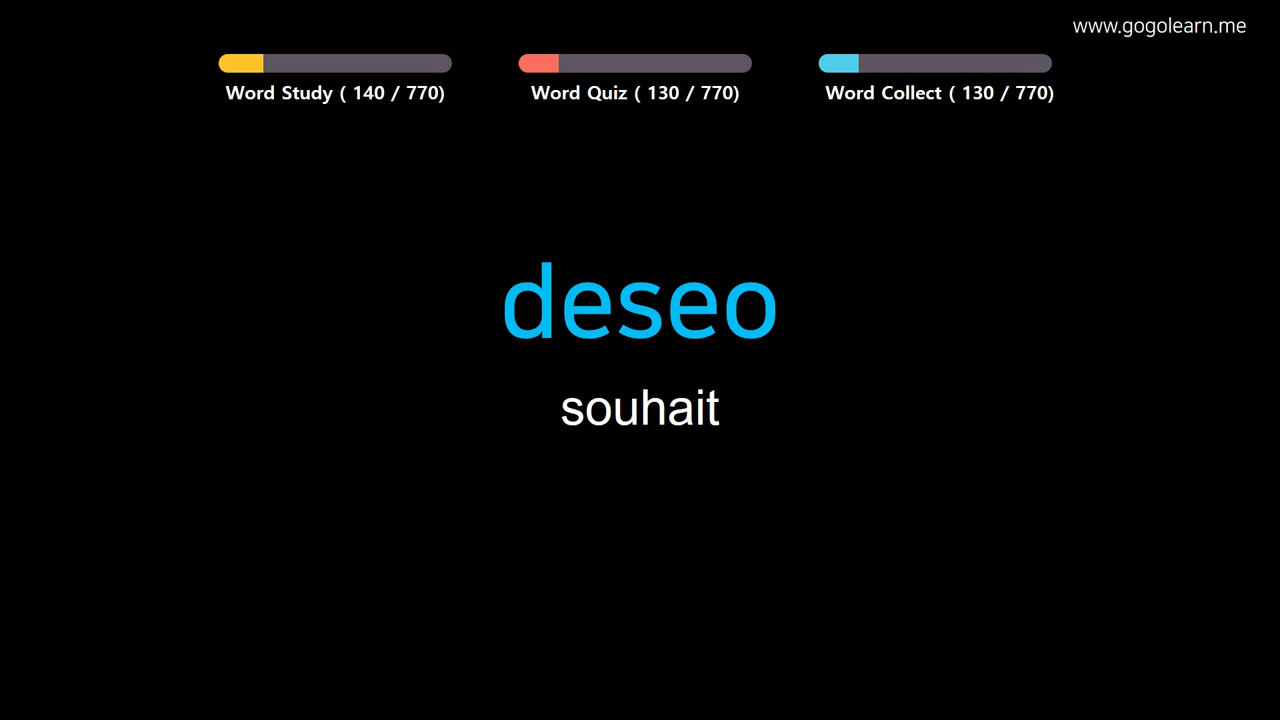 www.gogolearn.me
Word Study ( 140 / 770)
Word Quiz ( 130 / 770)
Word Collect ( 130 / 770)
deseo
souhait